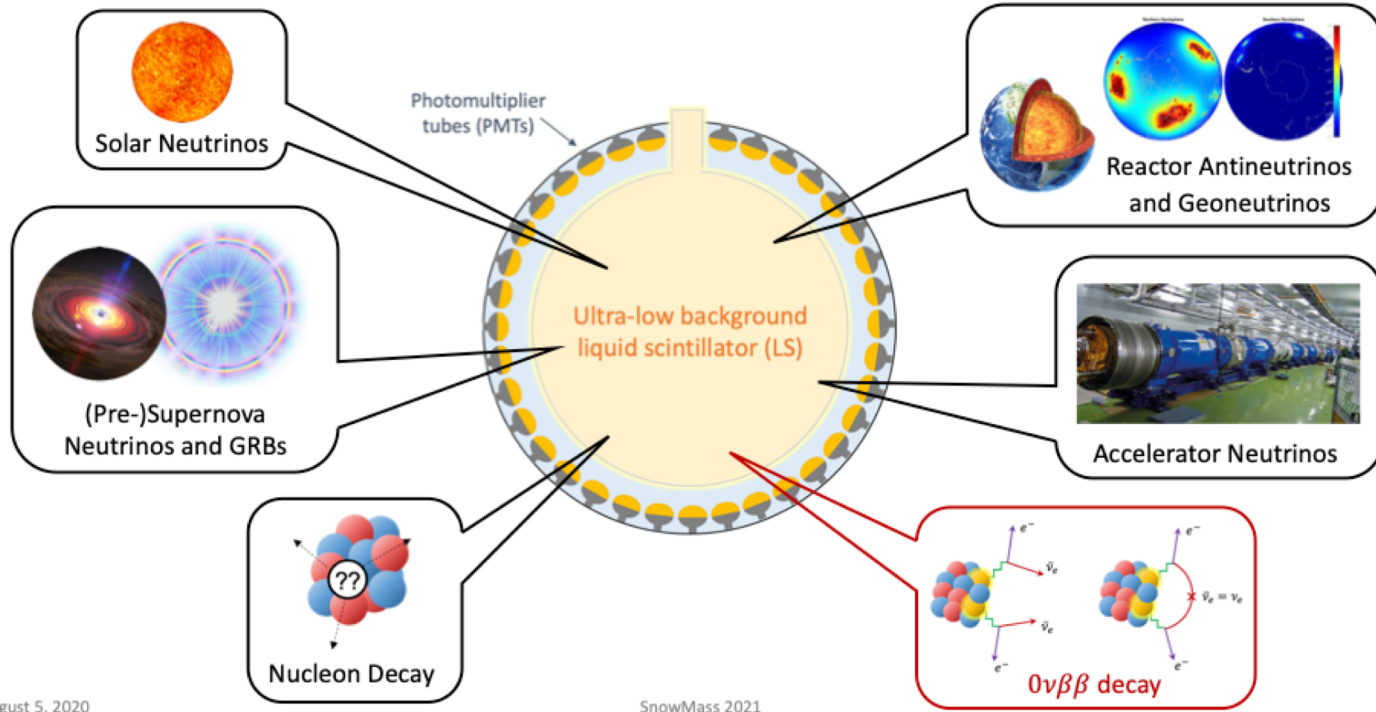 Solar Neutrinos
Photomultiplier
tubes (PMTs)
Reactor Antineutrinos
and Geoneutrinos
(Pre-)Supernova
Neutrinos and GRBs
Ultra-low background
liquid scintillator (LS)
Accelerator Neutrinos
??
Nucleon Decay
e⁻
ν̄ₑ
ν̄ₑ
e⁻
e⁻
ν̄ₑ = νₑ
e⁻
0νββ decay
gust 5, 2020
SnowMass 2021